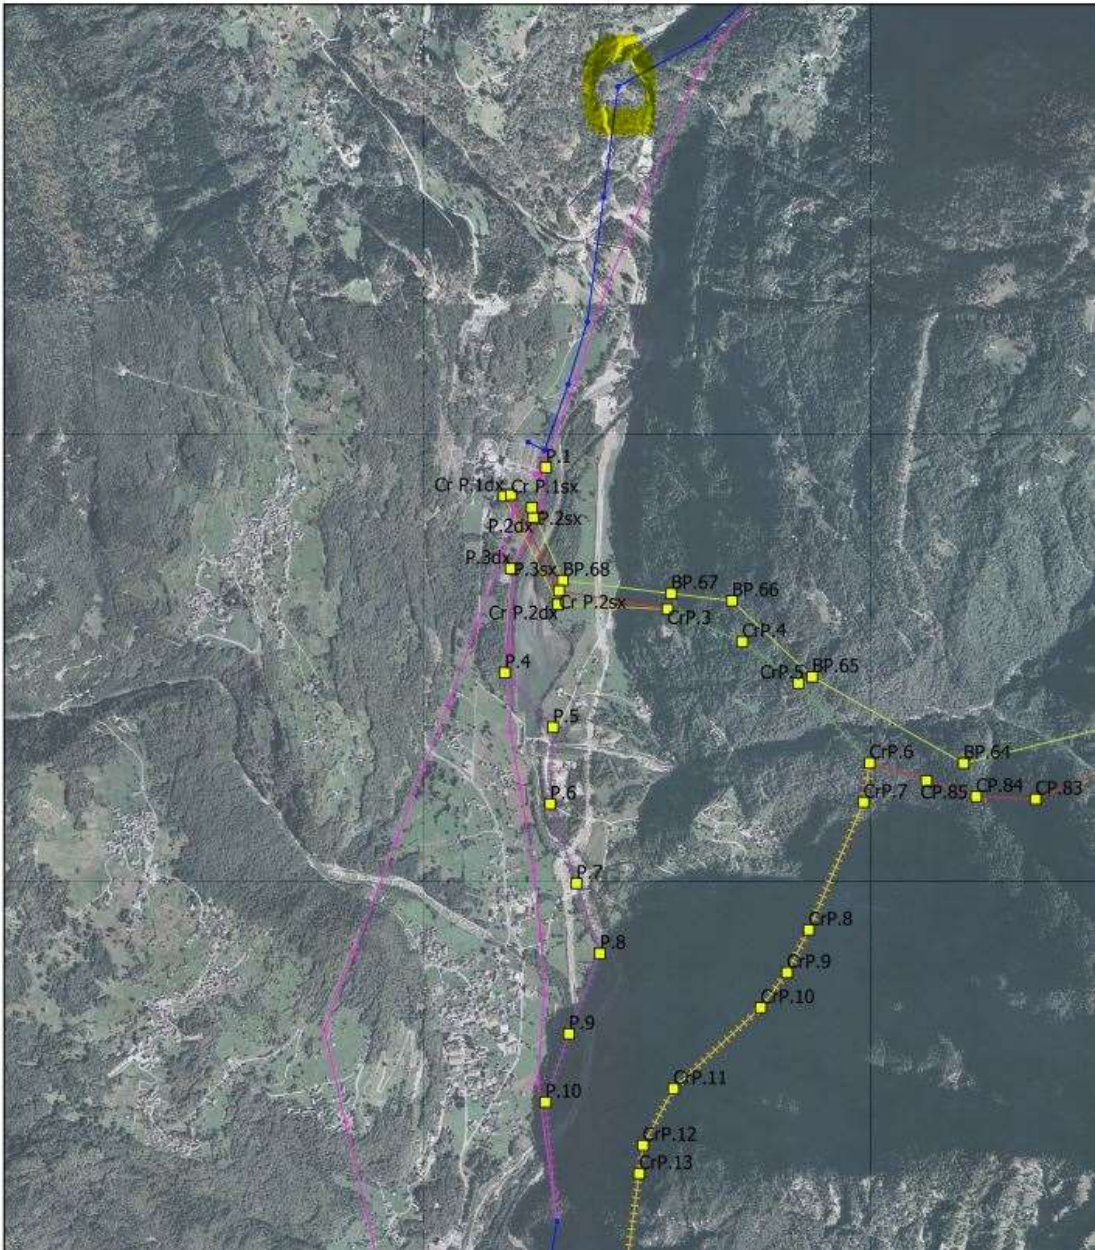 P.1
Cr P.1dx
Cr P.1sx
P.2dx
P.2sx
P.3dx
P.3sx
BP.68
BP.67
BP.66
Cr P.2dx
Cr P.2sx
CrP.3
CrP.4
P.4
CrP.5
BP.65
P.5
CrP.6
BP.64
P.6
CrP.7
CP.85
CP.84
CP.83
P.7
CrP.8
P.8
CrP.9
CrP.10
P.9
CrP.11
P.10
CrP.12
CrP.13